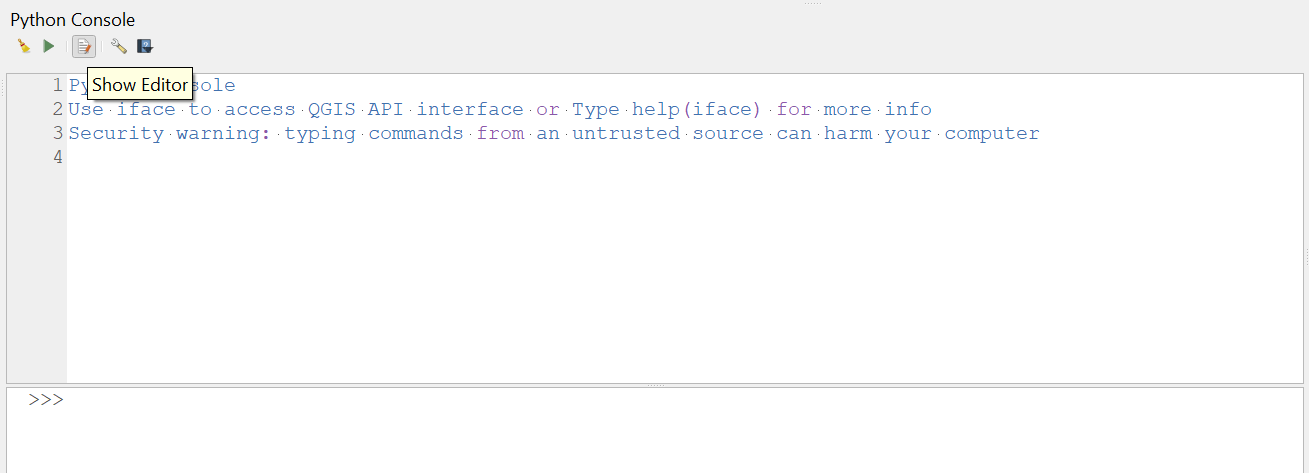 Python Console
Show Editor
1 Py sole
2 Use iface to access QGIS API interface or Type help(iface) for more info
3 Security warning: typing commands from an untrusted source can harm your computer
4
>>>